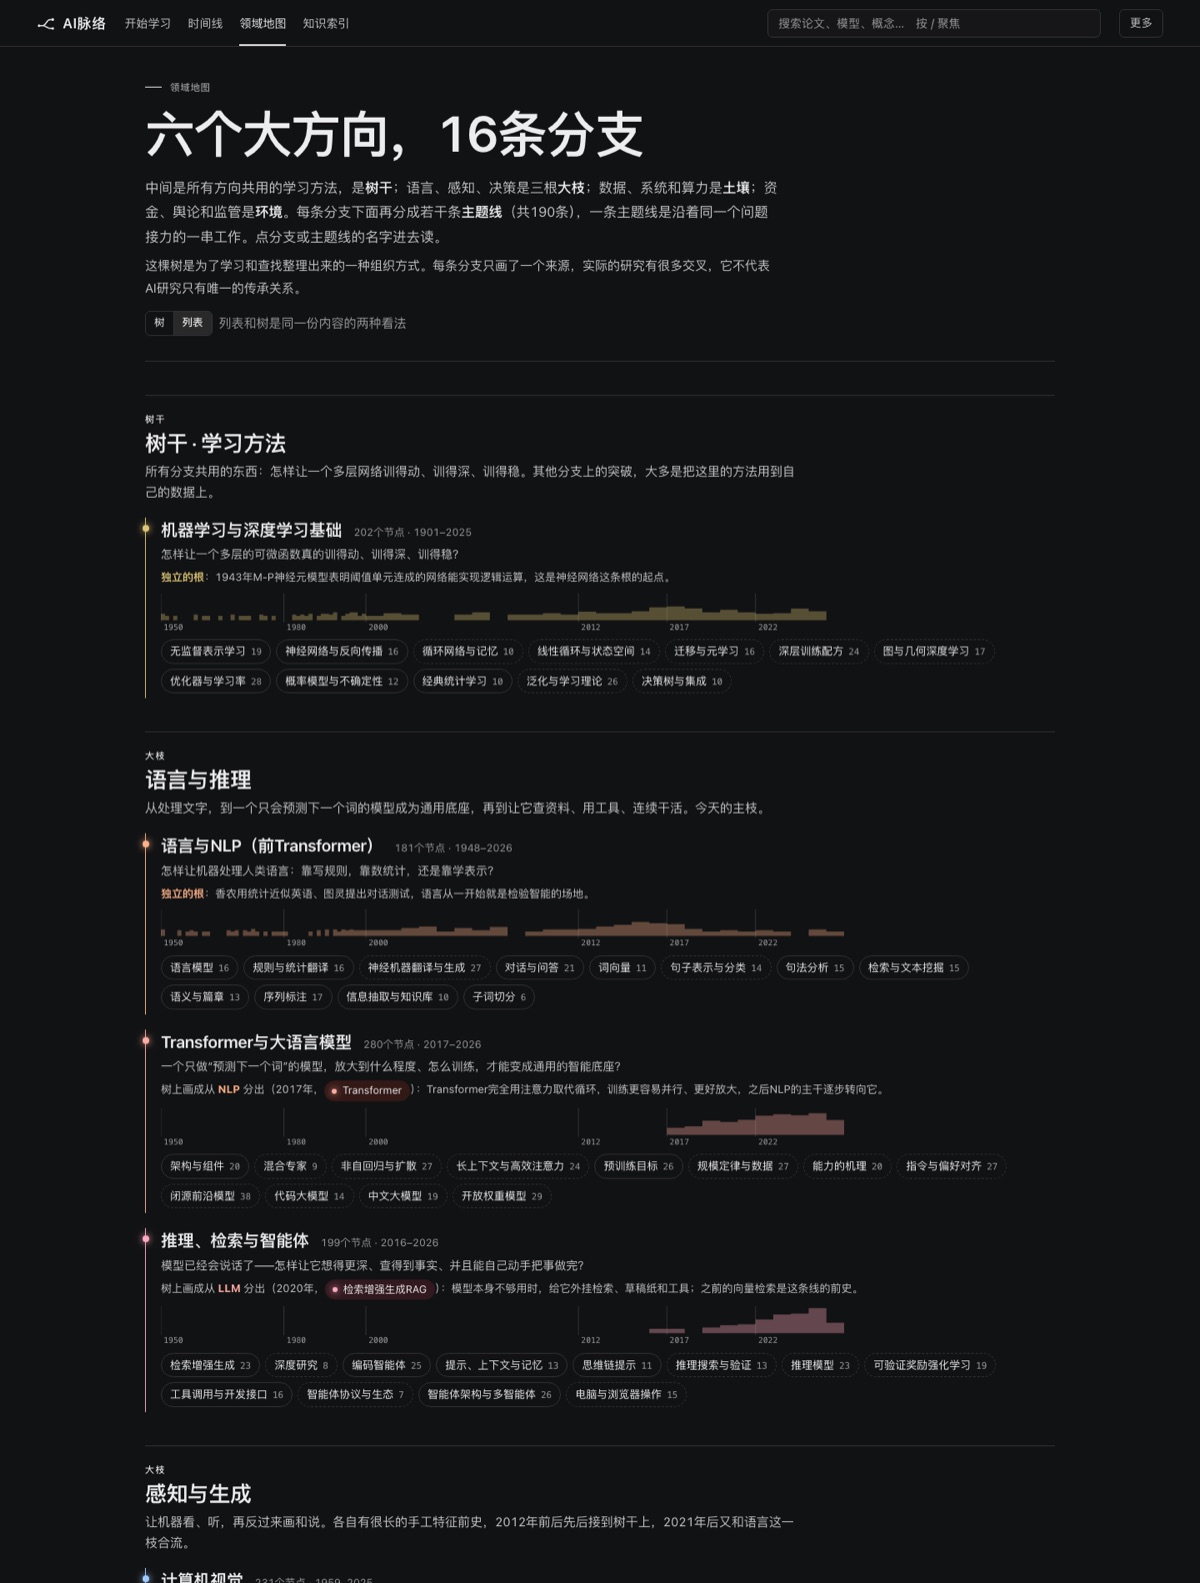 AI脉络 开始学习 时间线 领域地图 知识索引 搜索论文、模型、概念… 按 / 聚焦 更多
领域地图
六个大方向，16条分支
中间是所有方向共用的学习方法，是树干；语言、感知、决策是三根大枝；数据、系统和算力是土壤；资
金、舆论和监管是环境。每条分支下面再分成若干条主题线（共190条），一条主题线是沿着同一个问题
接力的一串工作。点分支或主题线的名字进去读。
这棵树是为了学习和查找整理出来的一种组织方式。每条分支只画了一个来源，实际的研究有很多交叉，它不代表
AI研究只有唯一的传承关系。
树 列表 列表和树是同一份内容的两种看法
树干
树干 · 学习方法
所有分支共用的东西：怎样让一个多层网络训得动、训得深、训得稳。其他分支上的突破，大多是把这里的方法用到自
己的数据上。
机器学习与深度学习基础 202个节点 · 1901–2025
怎样让一个多层的可微函数真的训得动、训得深、训得稳？
独立的根：1943年M-P神经元模型表明阈值单元连成的网络能实现逻辑运算，这是神经网络这条根的起点。
1950 1980 2000 2012 2017 2022
无监督表示学习 19 神经网络与反向传播 16 循环网络与记忆 10 线性循环与状态空间 14 迁移与元学习 16 深层训练配方 24 图与几何深度学习 17
优化器与学习率 28 概率模型与不确定性 12 经典统计学习 10 泛化与学习理论 26 决策树与集成 10
大枝
语言与推理
从处理文字，到一个只会预测下一个词的模型成为通用底座，再到让它查资料、用工具、连续干活。今天的主枝。
语言与NLP（前Transformer） 181个节点 · 1948–2026
怎样让机器处理人类语言：靠写规则，靠数统计，还是靠学表示？
独立的根：香农用统计近似英语、图灵提出对话测试，语言从一开始就是检验智能的场地。
1950 1980 2000 2012 2017 2022
语言模型 16 规则与统计翻译 16 神经机器翻译与生成 27 对话与问答 21 词向量 11 句子表示与分类 14 句法分析 15 检索与文本挖掘 15
语义与篇章 13 序列标注 17 信息抽取与知识库 10 子词切分 6
Transformer与大语言模型 280个节点 · 2017–2026
一个只做“预测下一个词”的模型，放大到什么程度、怎么训练，才能变成通用的智能底座？
树上画成从 NLP 分出（2017年， Transformer ）：Transformer完全用注意力取代循环，训练更容易并行、更好放大，之后NLP的主干逐步转向它。
1950 1980 2000 2012 2017 2022
架构与组件 20 混合专家 9 非自回归与扩散 27 长上下文与高效注意力 24 预训练目标 26 规模定律与数据 27 能力的机理 20 指令与偏好对齐 27
闭源前沿模型 38 代码大模型 14 中文大模型 19 开放权重模型 29
推理、检索与智能体 199个节点 · 2016–2026
模型已经会说话了——怎样让它想得更深、查得到事实、并且能自己动手把事做完？
树上画成从 LLM 分出（2020年， 检索增强生成RAG ）：模型本身不够用时，给它外挂检索、草稿纸和工具；之前的向量检索是这条线的前史。
1950 1980 2000 2012 2017 2022
检索增强生成 23 深度研究 8 编码智能体 25 提示、上下文与记忆 13 思维链提示 11 推理搜索与验证 13 推理模型 23 可验证奖励强化学习 19
工具调用与开发接口 16 智能体协议与生态 7 智能体架构与多智能体 26 电脑与浏览器操作 15
大枝
感知与生成
让机器看、听，再反过来画和说。各自有很长的手工特征前史，2012年前后先后接到树干上，2021年后又和语言这一
枝合流。
计算机视觉 231个节点 · 1959–2025